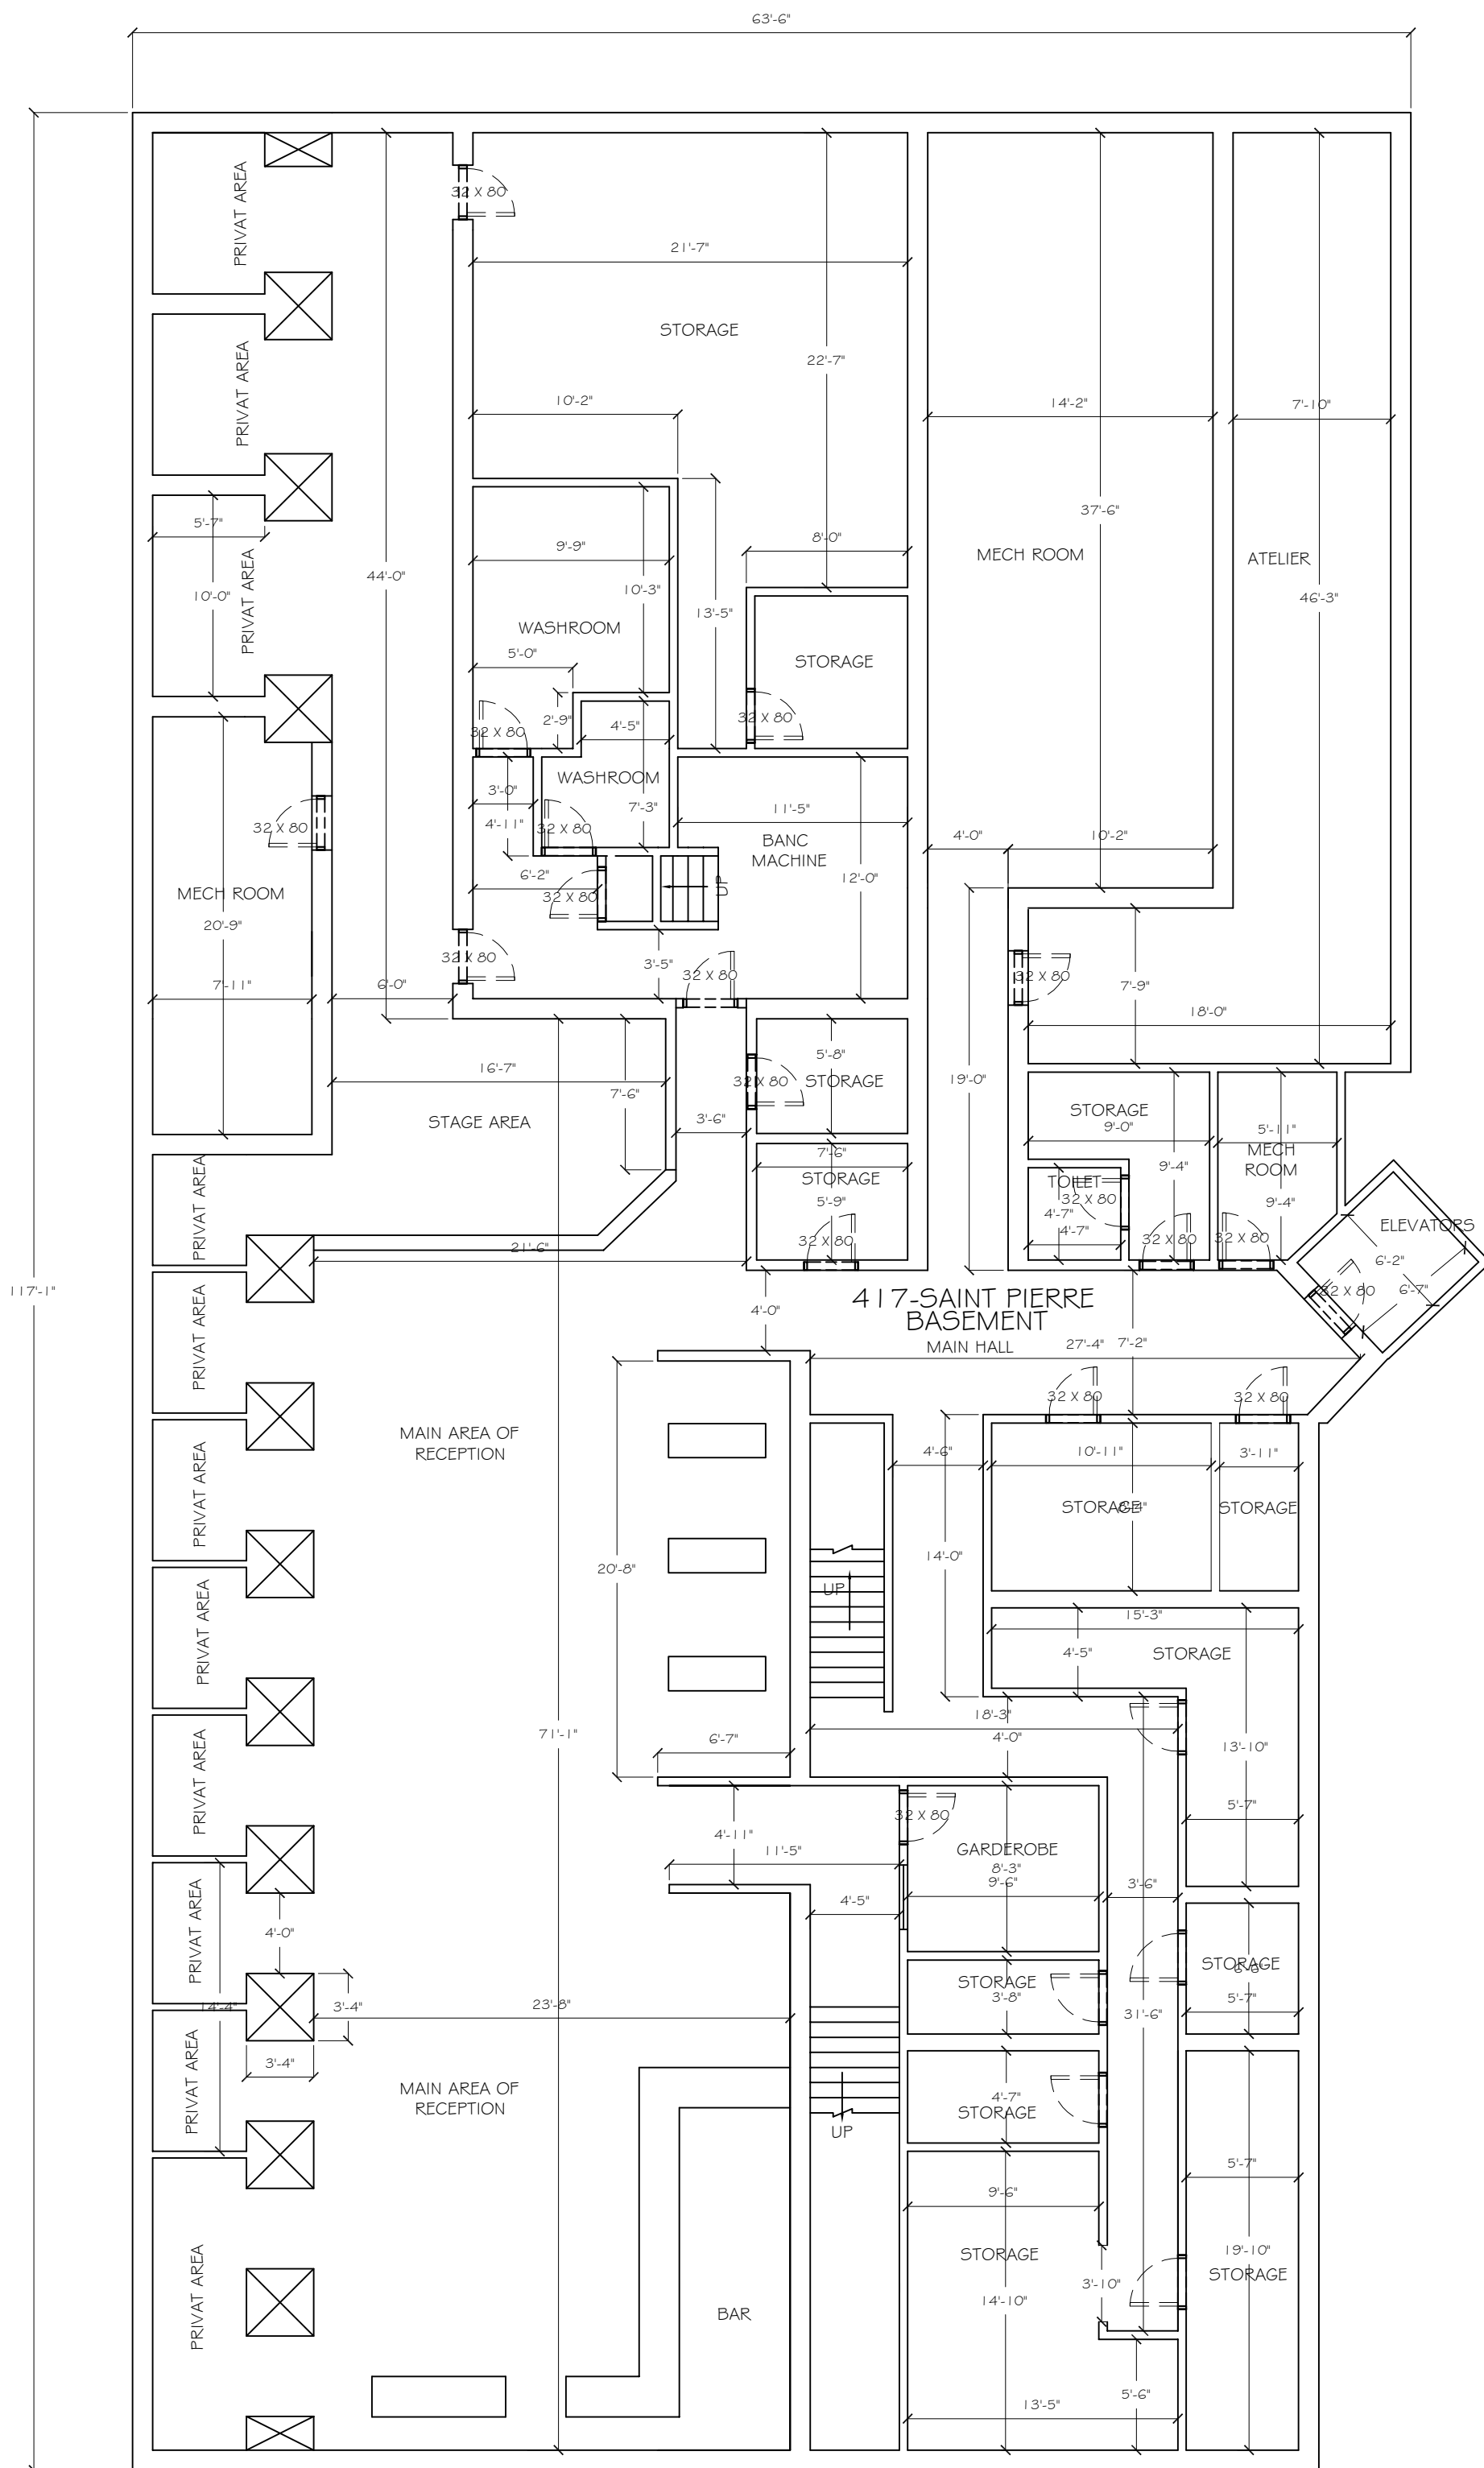 63'-6"
PRIVAT AREA
32 X 80
21'-7"
STORAGE
22'-7"
PRIVAT AREA
10'-2"
14'-2"
7'-10"
37'-6"
5'-7"
8'-0"
9'-9"
MECH ROOM
ATELIER
44'-0"
10'-3"
10'-0"
PRIVAT AREA
46'-3"
13'-5"
WASHROOM
5'-0"
STORAGE
2'-9"
4'-5"
32 X 80
32 X 80
WASHROOM
3'-0"
7'-3"
11'-5"
4'-11"
32 X 80
32 X 80
BANC
MACHINE
4'-0"
10'-2"
6'-2"
12'-0"
MECH ROOM
32 X 80
UP
20'-9"
32 X 80
3'-5"
32 X 80
32 X 80
7'-11"
6'-0"
7'-9"
18'-0"
5'-8"
16'-7"
7'-6"
32 X 80
STORAGE
19'-0"
STAGE AREA
3'-6"
STORAGE
9'-0"
5'-11"
MECH
ROOM
7'-6"
STORAGE
9'-4"
PRIVAT AREA
TOILET
32 X 80
5'-9"
4'-7"
9'-4"
4'-7"
ELEVATORS
21'-6"
32 X 80
32 X 80
32 X 80
6'-2"
6'-7"
32 X 80
117'-1"
417-SAINT PIERRE
BASEMENT
4'-0"
MAIN HALL
27'-4"
7'-2"
PRIVAT AREA
32 X 80
32 X 80
MAIN AREA OF
RECEPTION
4'-6"
10'-11"
3'-11"
PRIVAT AREA
STORAGE
8'-4"
STORAGE
20'-8"
14'-0"
UP
PRIVAT AREA
15'-3"
4'-5"
STORAGE
18'-3"
71'-1"
6'-7"
4'-0"
13'-10"
PRIVAT AREA
5'-7"
32 X 80
4'-11"
11'-5"
GARDEROBE
8'-3"
9'-6"
3'-6"
4'-5"
PRIVAT AREA
4'-0"
STORAGE
STORAGE
3'-8"
5'-7"
14'-4"
3'-4"
23'-8"
31'-6"
3'-4"
PRIVAT AREA
MAIN AREA OF
RECEPTION
4'-7"
STORAGE
UP
5'-7"
9'-6"
PRIVAT AREA
STORAGE
19'-10"
STORAGE
3'-10"
14'-10"
BAR
5'-6"
13'-5"